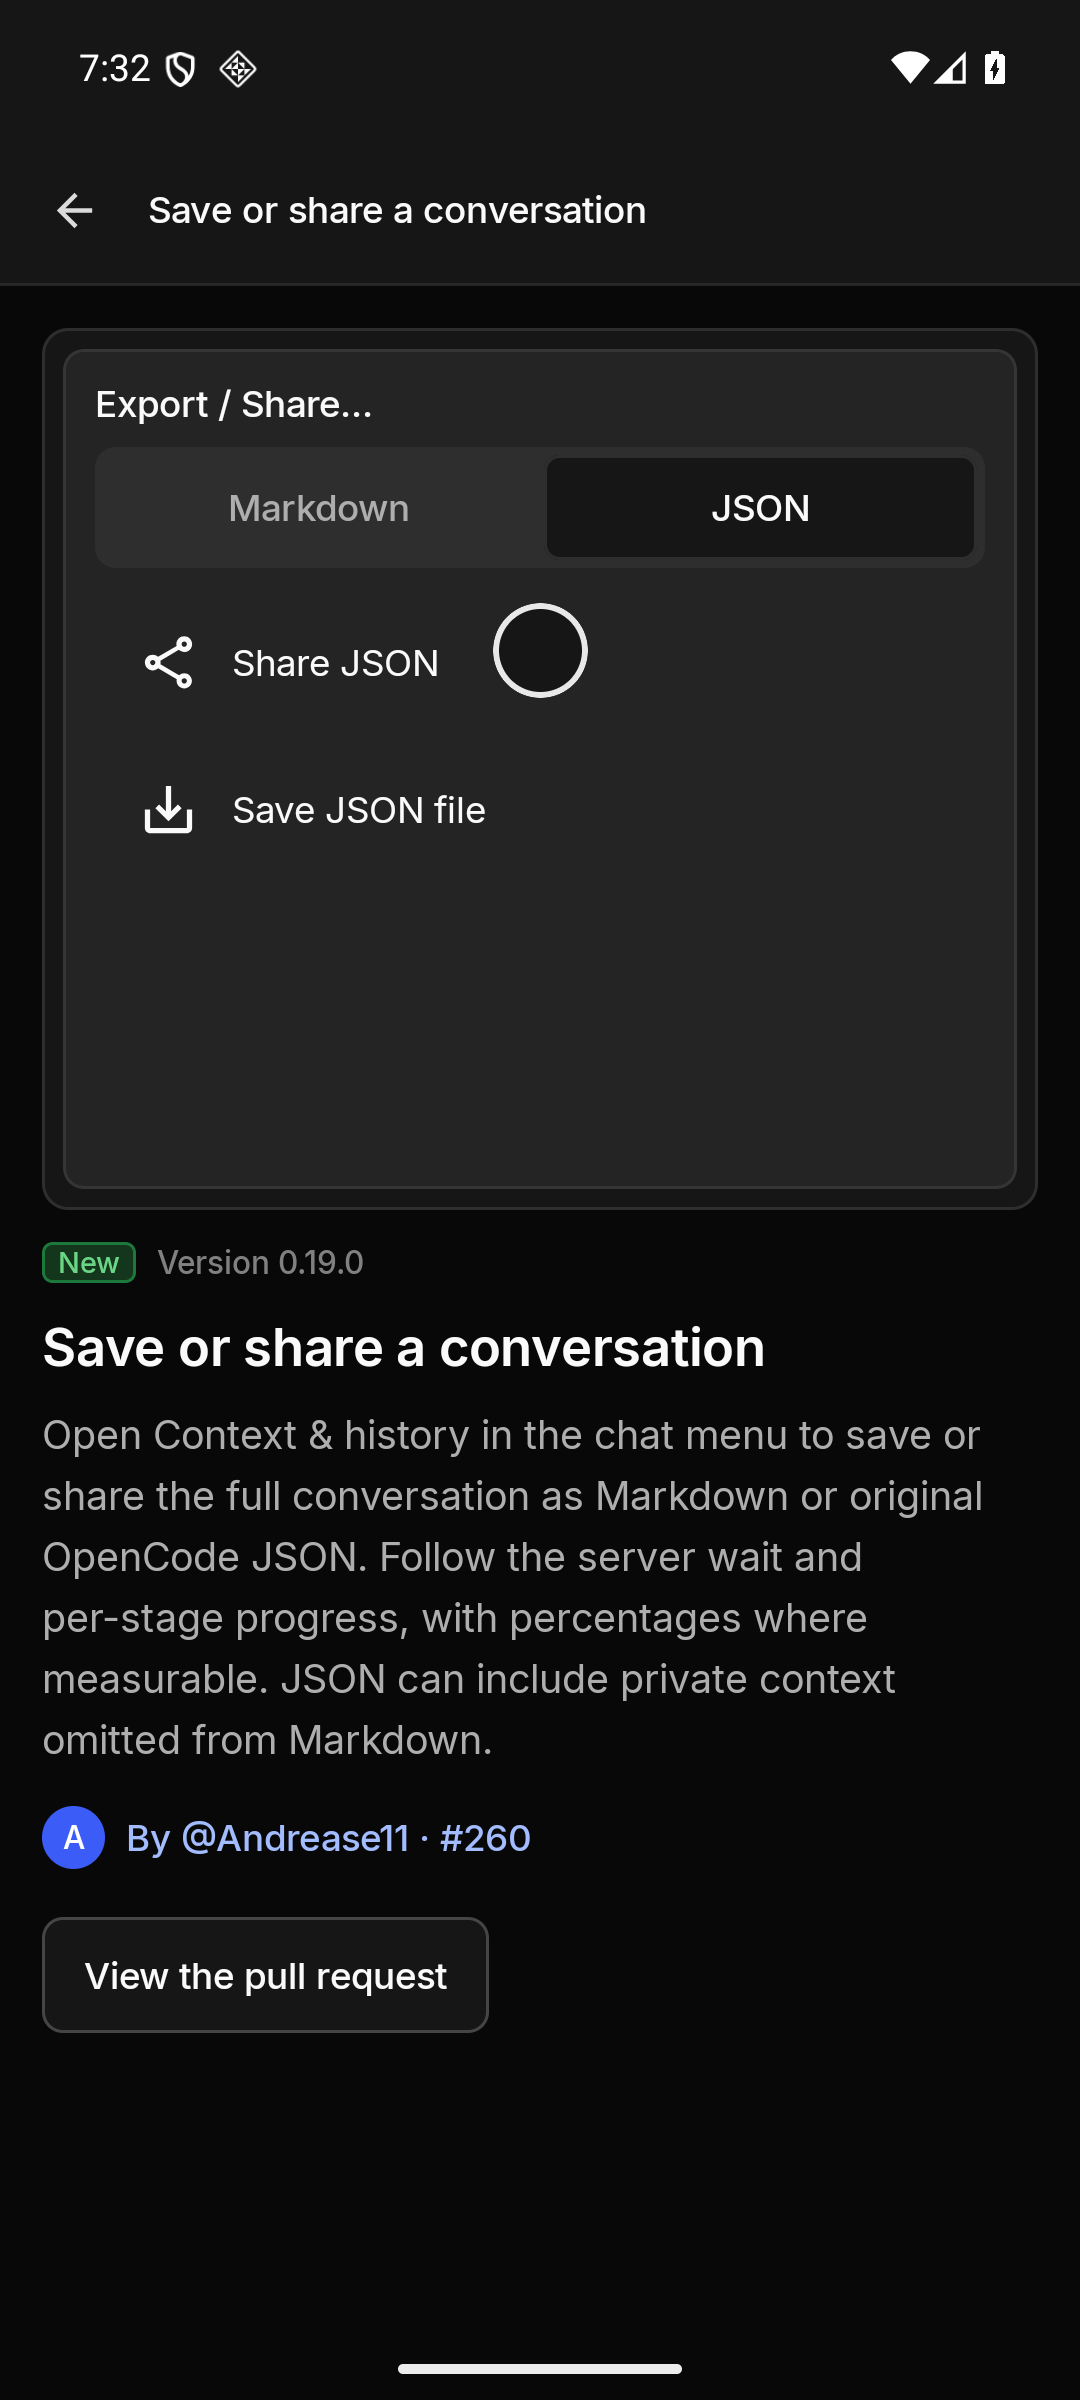 7:32
Save or share a conversation
Export / Share...
Markdown
JSON
Share JSON
Save JSON file
New
Version 0.19.0
Save or share a conversation
Open Context & history in the chat menu to save or
share the full conversation as Markdown or original
OpenCode JSON. Follow the server wait and
per-stage progress, with percentages where
measurable. JSON can include private context
omitted from Markdown.
A
By @Andrease11 · #260
View the pull request